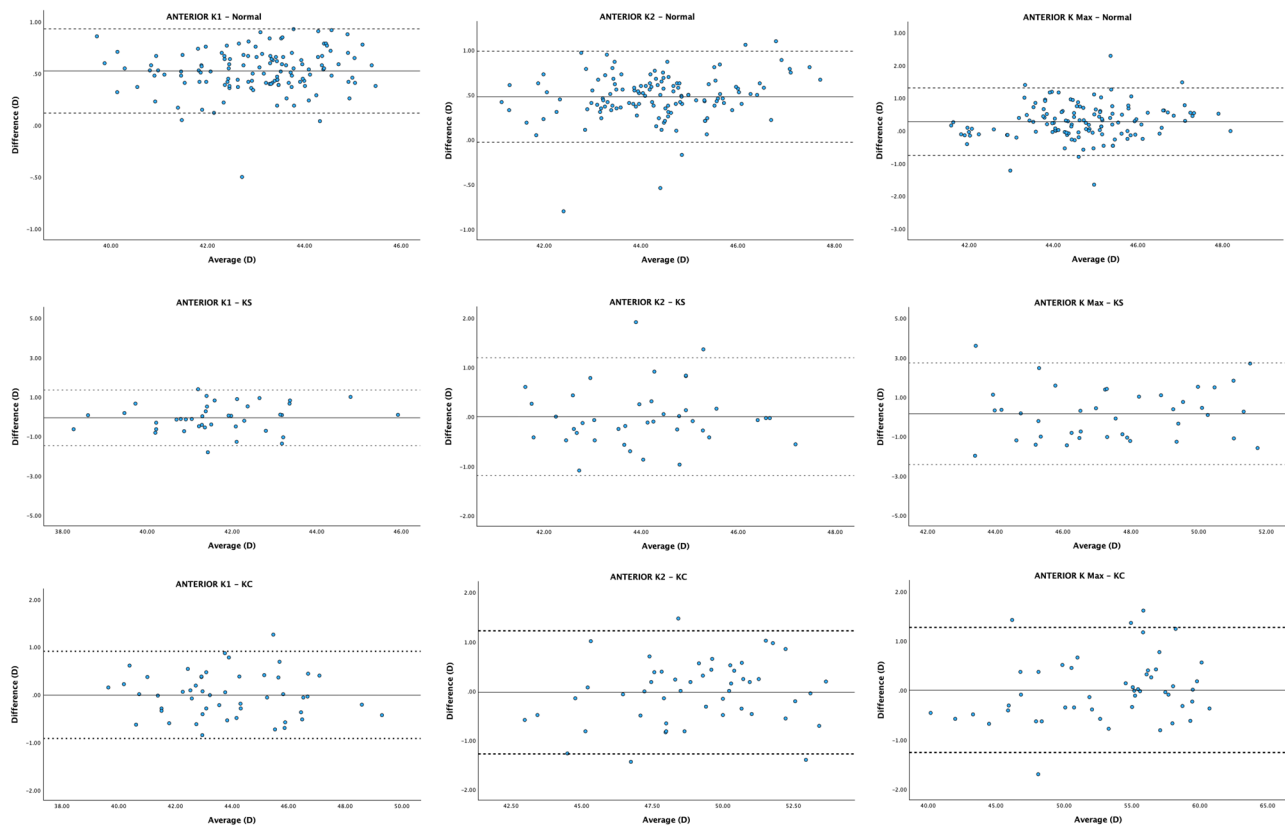 ANTERIOR K1 – Normal
1.00
.50
.00
-.50
-1.00
Difference (D)
40.00 42.00 44.00 46.00
Average (D)
ANTERIOR K2 – Normal
1.00
.50
.00
-.50
-1.00
Difference (D)
42.00 44.00 46.00 48.00
Average (D)
ANTERIOR K Max – Normal
3.00
2.00
1.00
.00
-1.00
-2.00
-3.00
Difference (D)
42.00 44.00 46.00 48.00
Average (D)
ANTERIOR K1 – KS
5.00
3.00
1.00
-1.00
-3.00
-5.00
Difference (D)
38.00 40.00 42.00 44.00 46.00
Average (D)
ANTERIOR K2 – KS
2.00
1.00
.00
-1.00
-2.00
Difference (D)
42.00 44.00 46.00 48.00
Average (D)
ANTERIOR K Max – KS
5.00
3.00
1.00
-1.00
-3.00
-5.00
Difference (D)
42.00 44.00 46.00 48.00 50.00 52.00
Average (D)
ANTERIOR K1 – KC
2.00
1.00
.00
-1.00
-2.00
Difference (D)
40.00 42.00 44.00 46.00 48.00 50.00
Average (D)
ANTERIOR K2 – KC
2.00
1.00
.00
-1.00
-2.00
Difference (D)
42.50 45.00 47.50 50.00 52.50
Average (D)
ANTERIOR K Max – KC
2.00
1.00
.00
-1.00
-2.00
Difference (D)
40.00 45.00 50.00 55.00 60.00 65.00
Average (D)